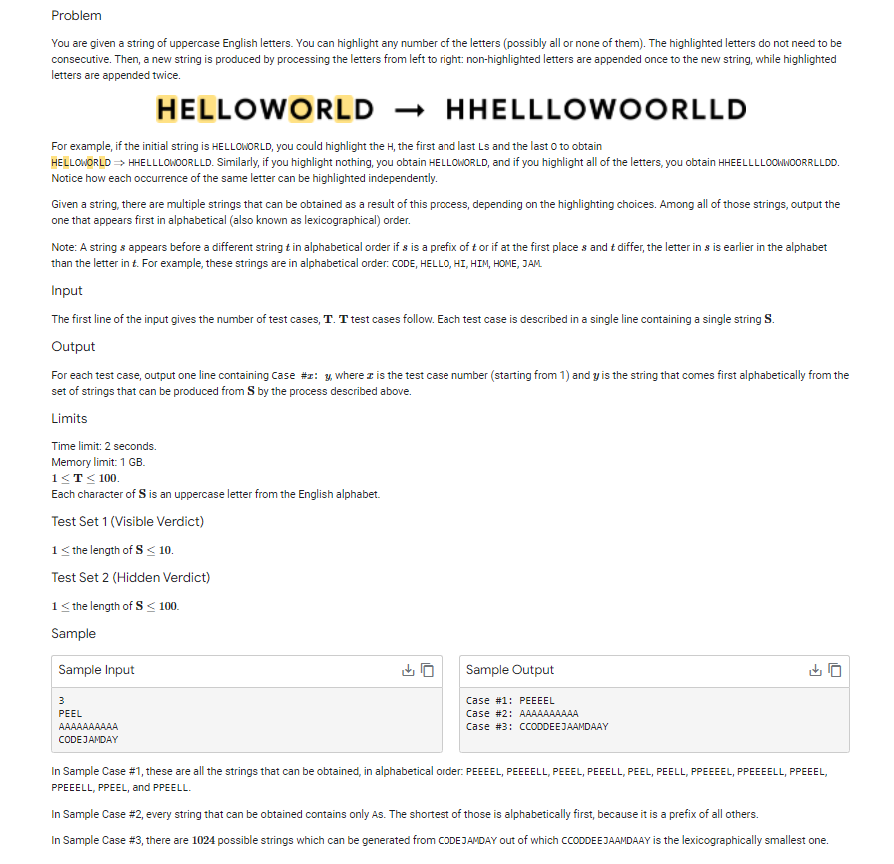 Problem
You are given a string of uppercase English letters. You can highlight any number of the letters (possibly all or none of them). The highlighted letters do not need to be
consecutive. Then, a new string is produced by processing the letters from left to right: non-highlighted letters are appended once to the new string, while highlighted
letters are appended twice.
HELLOWORLD → HHELLLOWOORLLD
For example, if the initial string is HELLOWORLD, you could highlight the H, the first and last Ls and the last O to obtain
HELLOWORLD ⇒ HHELLLOWOORLLD. Similarly, if you highlight nothing, you obtain HELLOWORLD, and if you highlight all of the letters, you obtain HHEELLLLOOWWOORRLLDD.
Notice how each occurrence of the same letter can be highlighted independently.
Given a string, there are multiple strings that can be obtained as a result of this process, depending on the highlighting choices. Among all of those strings, output the
one that appears first in alphabetical (also known as lexicographical) order.
Note: A string s appears before a different string t in alphabetical order if s is a prefix of t or if at the first place s and t differ, the letter in s is earlier in the alphabet
than the letter in t. For example, these strings are in alphabetical order: CODE, HELLO, HI, HIM, HOME, JAM.
Input
The first line of the input gives the number of test cases, T. T test cases follow. Each test case is described in a single line containing a single string S.
Output
For each test case, output one line containing Case #x: y, where x is the test case number (starting from 1) and y is the string that comes first alphabetically from the
set of strings that can be produced from S by the process described above.
Limits
Time limit: 2 seconds.
Memory limit: 1 GB.
1 ≤ T ≤ 100.
Each character of S is an uppercase letter from the English alphabet.
Test Set 1 (Visible Verdict)
1 ≤ the length of S ≤ 10.
Test Set 2 (Hidden Verdict)
1 ≤ the length of S ≤ 100.
Sample
Sample Input
3
PEEL
AAAAAAAAAA
CODEJAMDAY
Sample Output
Case #1: PEEEEL
Case #2: AAAAAAAAAA
Case #3: CCODDEEJAAMDAAY
In Sample Case #1, these are all the strings that can be obtained, in alphabetical order: PEEEEL, PEEEELL, PEEEL, PEEELL, PEEL, PEELL, PPEEEEL, PPEEEELL, PPEEEL,
PPEEELL, PPEEL, and PPEELL.
In Sample Case #2, every string that can be obtained contains only As. The shortest of those is alphabetically first, because it is a prefix of all others.
In Sample Case #3, there are 1024 possible strings which can be generated from CODEJAMDAY out of which CCODDEEJAAMDAAY is the lexicographically smallest one.